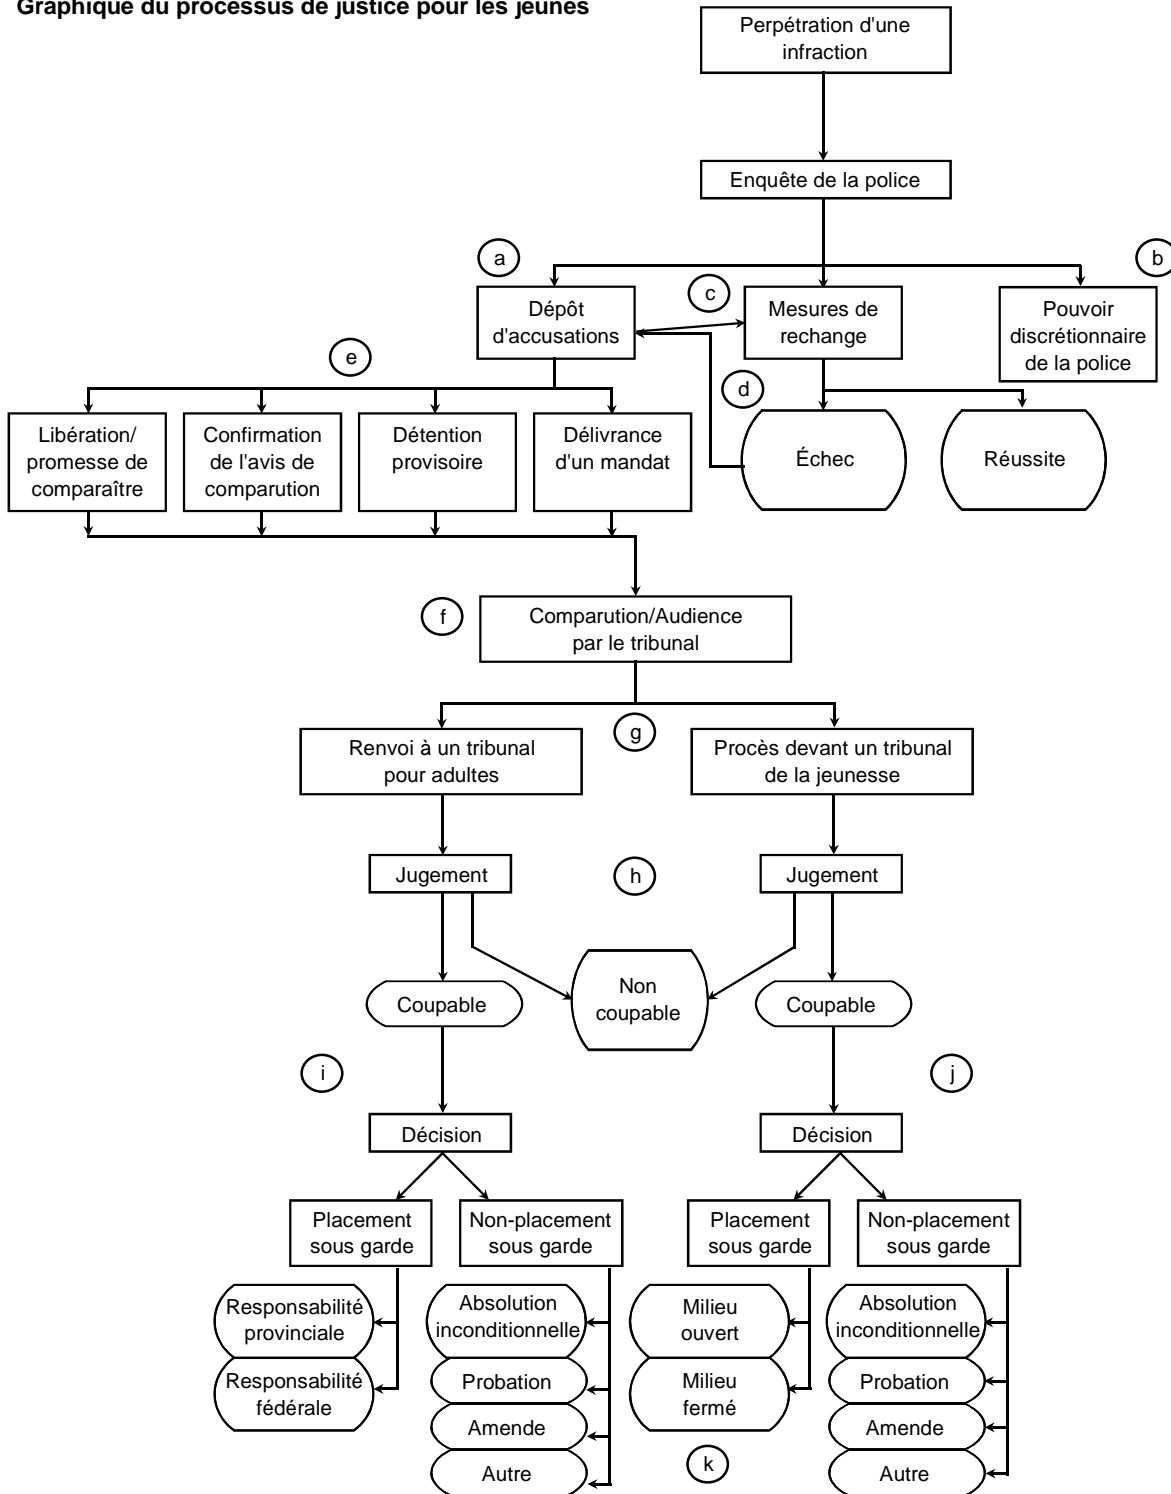 Graphique du processus de justice pour les jeunes
Perpétration d'une
infraction
Enquête de la police
a
b
c
Dépôt
d'accusations
Mesures de
rechange
Pouvoir
discrétionnaire
de la police
e
d
Libération/
promesse de
comparaître
Confirmation
de l'avis de
comparution
Détention
provisoire
Délivrance
d'un mandat
Échec
Réussite
f
Comparution/Audience
par le tribunal
g
Renvoi à un tribunal
pour adultes
Procès devant un tribunal
de la jeunesse
Jugement
h
Jugement
Coupable
Non
coupable
Coupable
i
j
Décision
Décision
Placement
sous garde
Non-placement
sous garde
Placement
sous garde
Non-placement
sous garde
Responsabilité
provinciale
Absolution
inconditionnelle
Milieu
ouvert
Absolution
inconditionnelle
Responsabilité
fédérale
Probation
Milieu
fermé
Probation
Amende
Amende
k
Autre
Autre